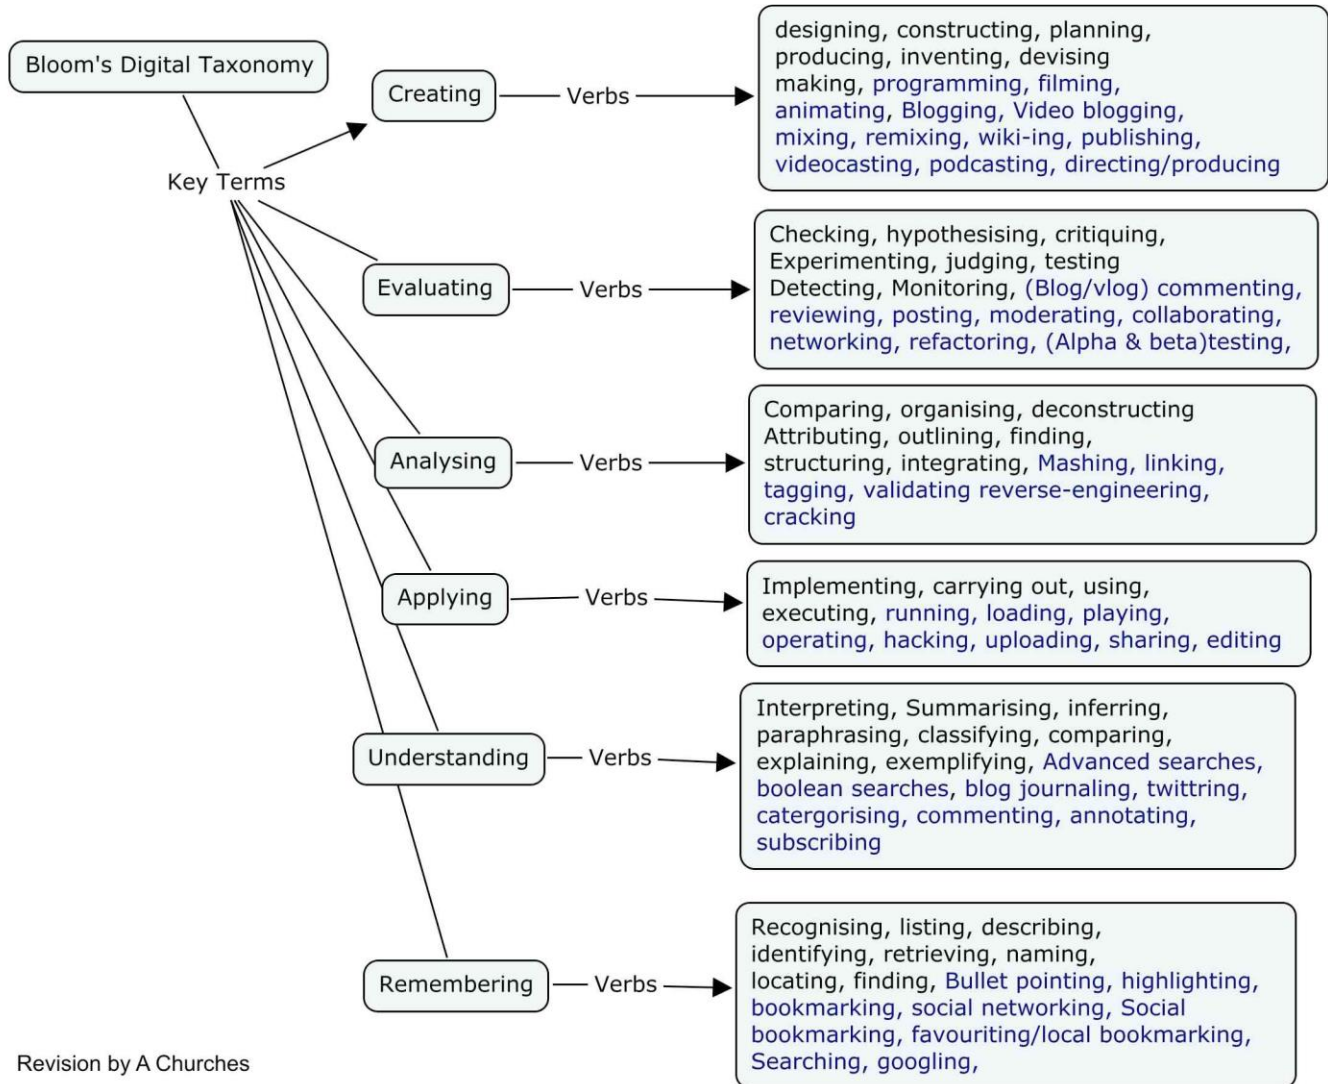 Bloom's Digital Taxonomy
Key Terms
Creating
Verbs
designing, constructing, planning,
producing, inventing, devising
making, programming, filming,
animating, Blogging, Video blogging,
mixing, remixing, wiki-ing, publishing,
videocasting, podcasting, directing/producing
Evaluating
Verbs
Checking, hypothesising, critiquing,
Experimenting, judging, testing
Detecting, Monitoring, (Blog/vlog) commenting,
reviewing, posting, moderating, collaborating,
networking, refactoring, (Alpha & beta)testing,
Analysing
Verbs
Comparing, organising, deconstructing
Attributing, outlining, finding,
structuring, integrating, Mashing, linking,
tagging, validating reverse-engineering,
cracking
Applying
Verbs
Implementing, carrying out, using,
executing, running, loading, playing,
operating, hacking, uploading, sharing, editing
Understanding
Verbs
Interpreting, Summarising, inferring,
paraphrasing, classifying, comparing,
explaining, exemplifying, Advanced searches,
boolean searches, blog journaling, twittring,
catergorising, commenting, annotating,
subscribing
Remembering
Verbs
Recognising, listing, describing,
identifying, retrieving, naming,
locating, finding, Bullet pointing, highlighting,
bookmarking, social networking, Social
bookmarking, favouriting/local bookmarking,
Searching, googling,
Revision by A Churches